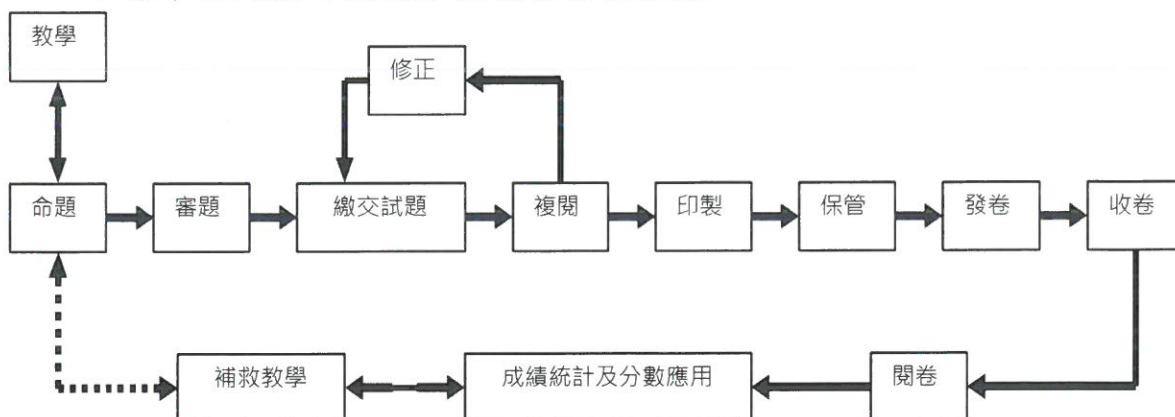 教學
修正
命題
審題
繳交試題
複閱
印製
保管
發卷
收卷
補救教學
成績統計及分數應用
閱卷